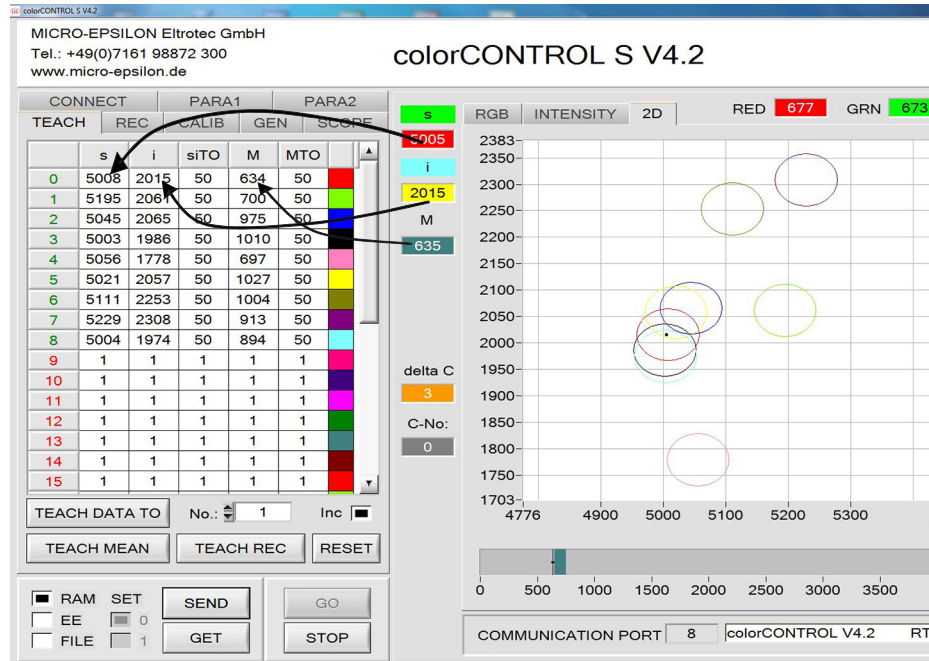 colorCONTROL S V4.2
MICRO-EPSILON Eltrotec GmbH
Tel.: +49(0)7161 98872 300
www.micro-epsilon.de
colorCONTROL S V4.2
CONNECT PARA1 PARA2
TEACH REC CALIB GEN SCOPE
s i siTO M MTO
0 5008 2015 50 634 50
1 5195 2061 50 700 50
2 5045 2065 50 975 50
3 5003 1986 50 1010 50
4 5056 1778 50 697 50
5 5021 2057 50 1027 50
6 5111 2253 50 1004 50
7 5229 2308 50 913 50
8 5004 1974 50 894 50
9 1 1 1 1 1
10 1 1 1 1 1
11 1 1 1 1 1
12 1 1 1 1 1
13 1 1 1 1 1
14 1 1 1 1 1
15 1 1 1 1 1
TEACH DATA TO No.: 1 Inc
TEACH MEAN TEACH REC RESET
RAM SET SEND GO
EE 0
FILE 1 GET STOP
s
5005
i
2015
M
635
delta C
3
C-No:
0
RGB INTENSITY 2D RED 677 GRN 673
2383
2350
2300
2250
2200
2150
2100
2050
2000
1950
1900
1850
1800
1750
1703
4776 4900 5000 5100 5200 5300
0 500 1000 1500 2000 2500 3000 3500
COMMUNICATION PORT 8 colorCONTROL V4.2 RT